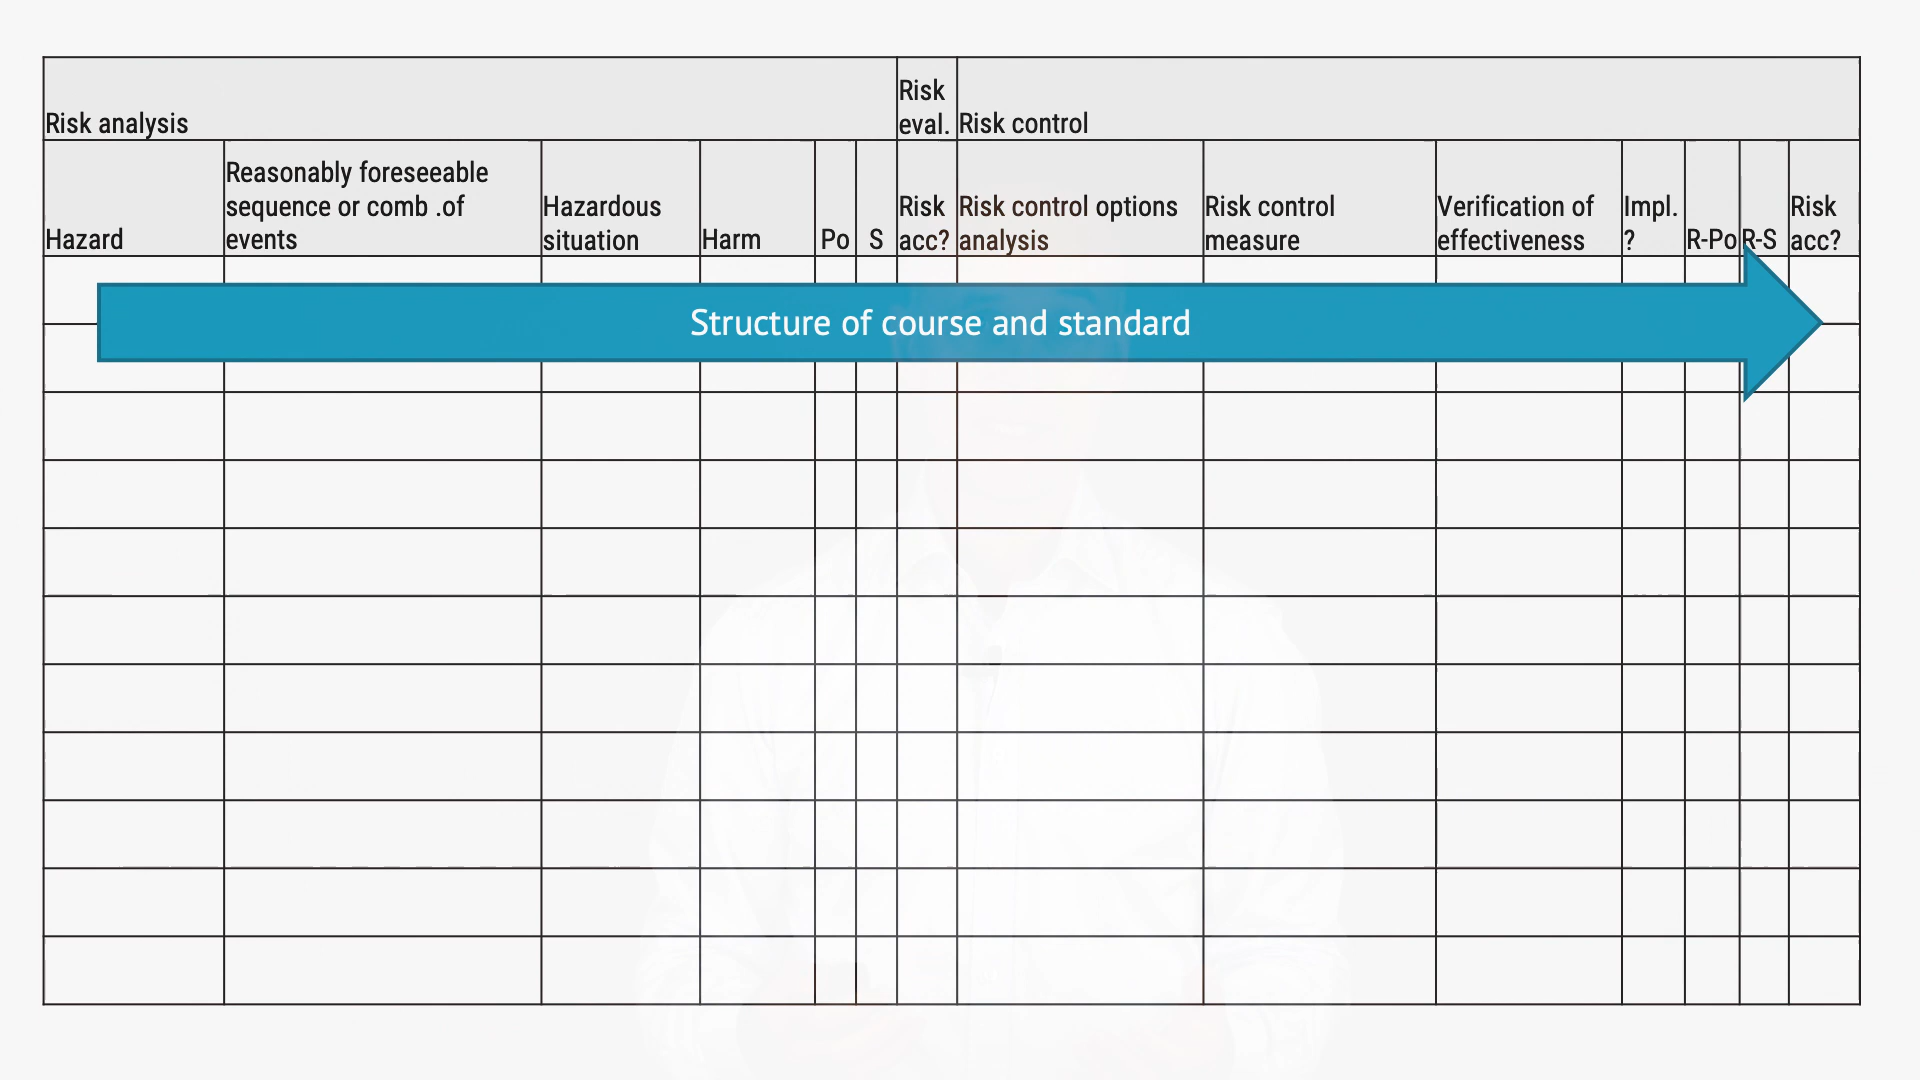 Risk analysis
Risk
eval.
Risk control
Hazard
Reasonably foreseeable
sequence or comb .of
events
Hazardous
situation
Harm
Po
S
Risk
acc?
Risk control options
analysis
Risk control
measure
Verification of
effectiveness
Impl.
?
R-Po
R-S
Risk
acc?
Structure of course and standard